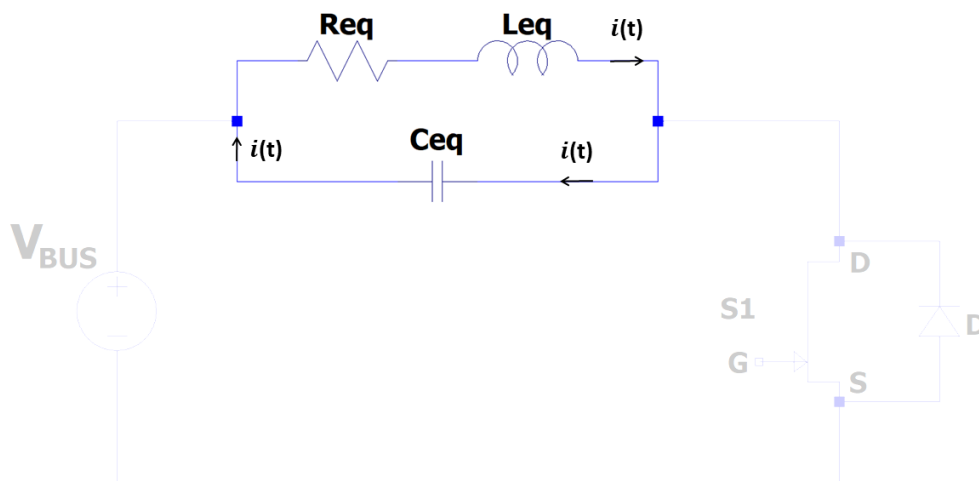 Req
Leq
i(t)
Ceq
i(t)
i(t)
VBUS
D
S1
D
G
S